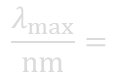 λmax/nm =